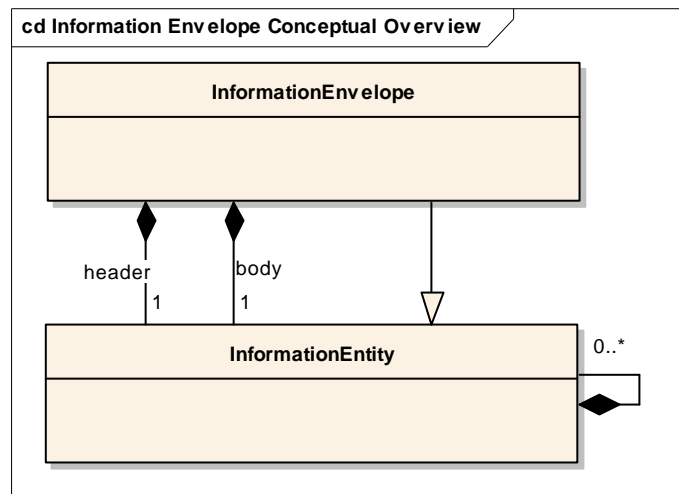 cd Information Envelope Conceptual Overview
InformationEnvelope
header
body
1
1
InformationEntity
0..*